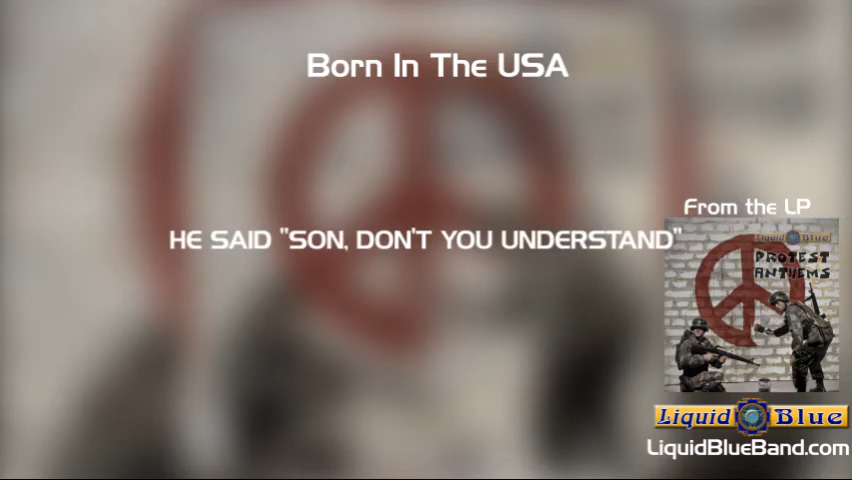 Born In The USA
From the LP
HE SAID "SON, DON'T YOU UNDERSTAND"
Liquid Blue
PROTEST
ANTHEMS
Liquid Blue
LiquidBlueBand.com